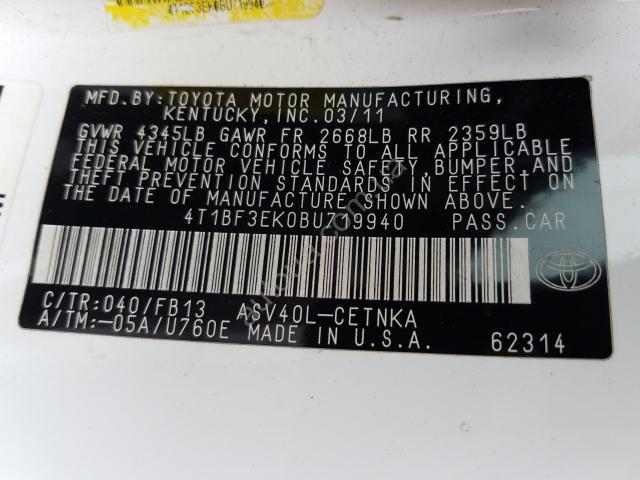 4T1BF3EK0BU719940
MFD.BY:TOYOTA MOTOR MANUFACTURING,
KENTUCKY,INC.03/11
GVWR 4345LB GAWR FR 2668LB RR 2359LB
THIS VEHICLE CONFORMS TO ALL APPLICABLE
FEDERAL MOTOR VEHICLE SAFETY,BUMPER,AND
THEFT PREVENTION STANDARDS IN EFFECT ON
THE DATE OF MANUFACTURE SHOWN ABOVE.
4T1BF3EK0BU719940 PASS.CAR
C/TR:040/FB13 ASV40L-CETNKA
A/TM:-05A/U760E MADE IN U.S.A.
62314